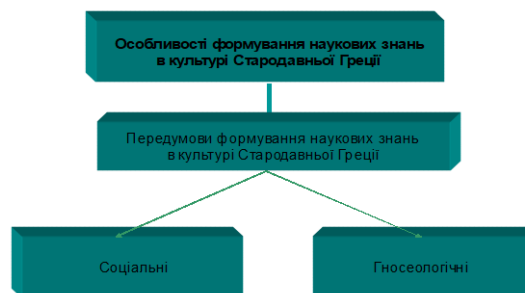 Особливості формування наукових знань
в культурі Стародавньої Греції
Передумови формування наукових знань
в культурі Стародавньої Греції
Соціальні
Гносеологічні